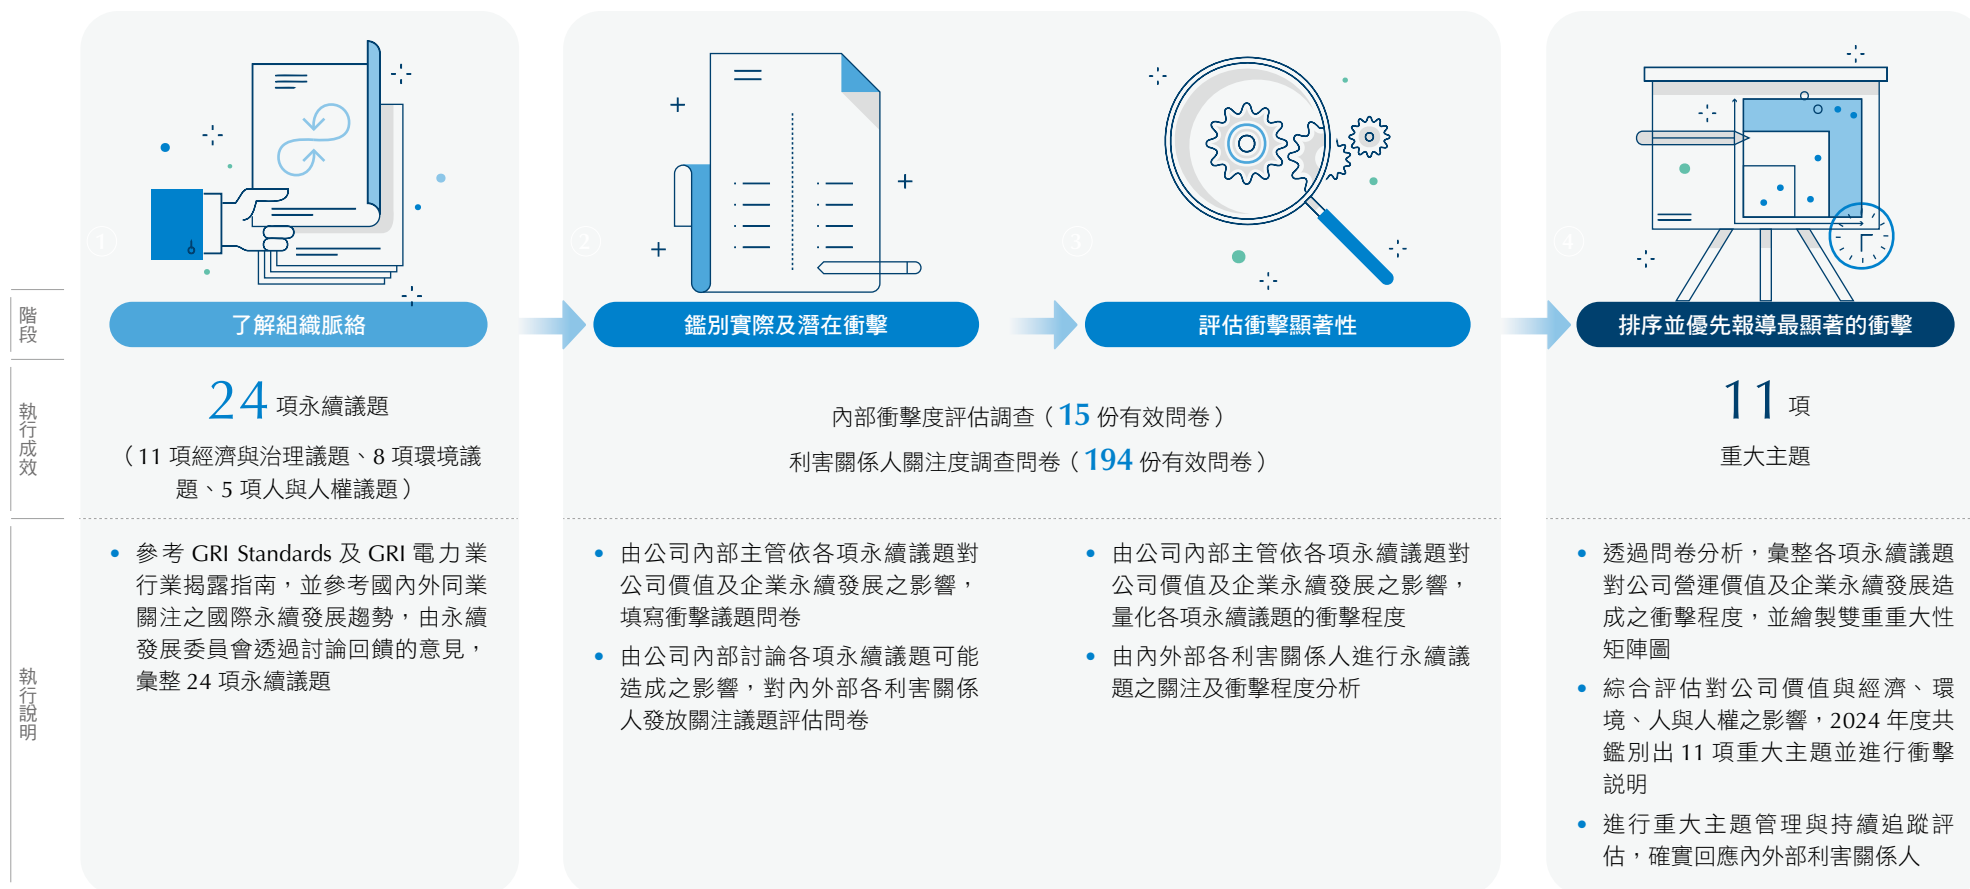 階段
①
了解組織脈絡
②
鑑別實際及潛在衝擊
③
評估衝擊顯著性
④
排序並優先報導最顯著的衝擊
執行成效
24 項永續議題
（11 項經濟與治理議題、8 項環境議
題、5 項人與人權議題）
內部衝擊度評估調查（15 份有效問卷）
利害關係人關注度調查問卷（194 份有效問卷）
11 項
重大主題
執行說明
• 參考 GRI Standards 及 GRI 電力業
行業揭露指南，並參考國內外同業
關注之國際永續發展趨勢，由永續
發展委員會透過討論回饋的意見，
彙整 24 項永續議題
• 由公司內部主管依各項永續議題對
公司價值及企業永續發展之影響，
填寫衝擊議題問卷
• 由公司內部討論各項永續議題可能
造成之影響，對內外部各利害關係
人發放關注議題評估問卷
• 由公司內部主管依各項永續議題對
公司價值及企業永續發展之影響，
量化各項永續議題的衝擊程度
• 由內外部各利害關係人進行永續議
題之關注及衝擊程度分析
• 透過問卷分析，彙整各項永續議題
對公司營運價值及企業永續發展造
成之衝擊程度，並繪製雙重重大性
矩陣圖
• 綜合評估對公司價值與經濟、環
境、人與人權之影響，2024 年度共
鑑別出 11 項重大主題並進行衝擊
說明
• 進行重大主題管理與持續追蹤評
估，確實回應內外部利害關係人